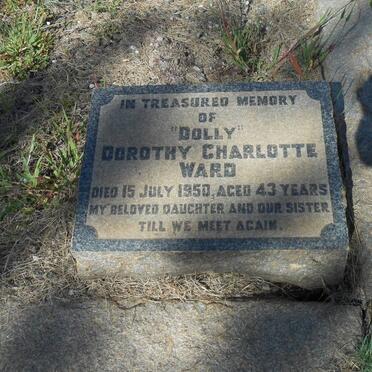 IN TREASURED MEMORY
OF
"DOLLY"
DOROTHY CHARLOTTE
WARD
DIED 15 JULY 1950, AGED 43 YEARS
MY BELOVED DAUGHTER AND OUR SISTER
TILL WE MEET AGAIN.